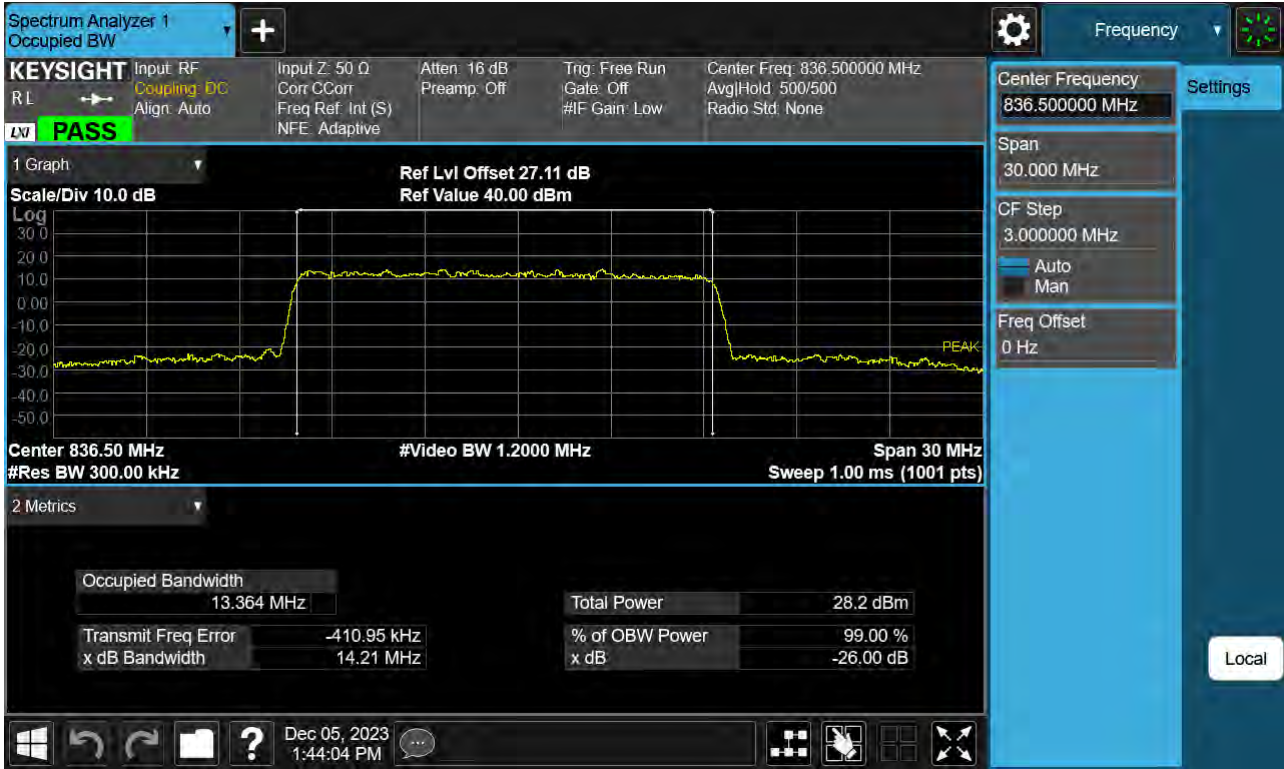 Spectrum Analyzer 1
Occupied BW
+
Frequency
KEYSIGHT
R L
LXI
PASS
Input: RF
Coupling: DC
Align: Auto
Input Z: 50 Ω
Corr CCorr
Freq Ref: Int (S)
NFE: Adaptive
Atten: 16 dB
Preamp: Off
Trig: Free Run
Gate: Off
#IF Gain: Low
Center Freq: 836.500000 MHz
Avg|Hold: 500/500
Radio Std: None
Center Frequency
836.500000 MHz
Settings
Span
30.000 MHz
CF Step
3.000000 MHz
Auto
Man
Freq Offset
0 Hz
Local
1 Graph
Scale/Div 10.0 dB
Ref Lvl Offset 27.11 dB
Ref Value 40.00 dBm
Log
30.0
20.0
10.0
0.00
-10.0
-20.0
-30.0
-40.0
-50.0
PEAK
Center 836.50 MHz
#Video BW 1.2000 MHz
Span 30 MHz
#Res BW 300.00 kHz
Sweep 1.00 ms (1001 pts)
2 Metrics
Occupied Bandwidth
13.364 MHz
Total Power
28.2 dBm
Transmit Freq Error
-410.95 kHz
% of OBW Power
99.00 %
x dB Bandwidth
14.21 MHz
x dB
-26.00 dB
?
Dec 05, 2023
1:44:04 PM